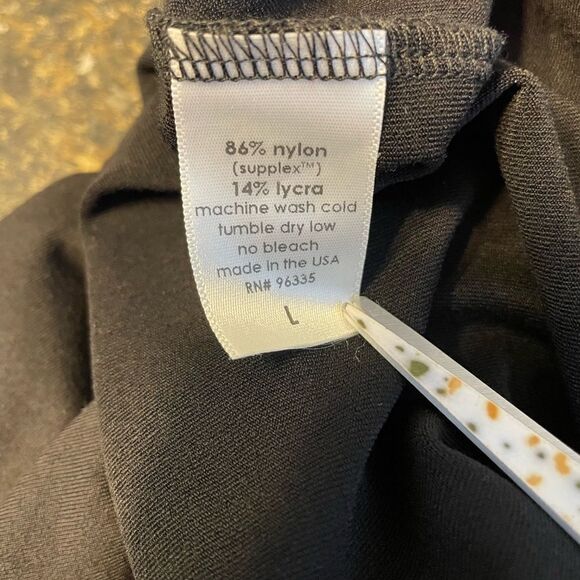 86% nylon
(supplex™)
14% lycra
machine wash cold
tumble dry low
no bleach
made in the USA
RN# 96335
L